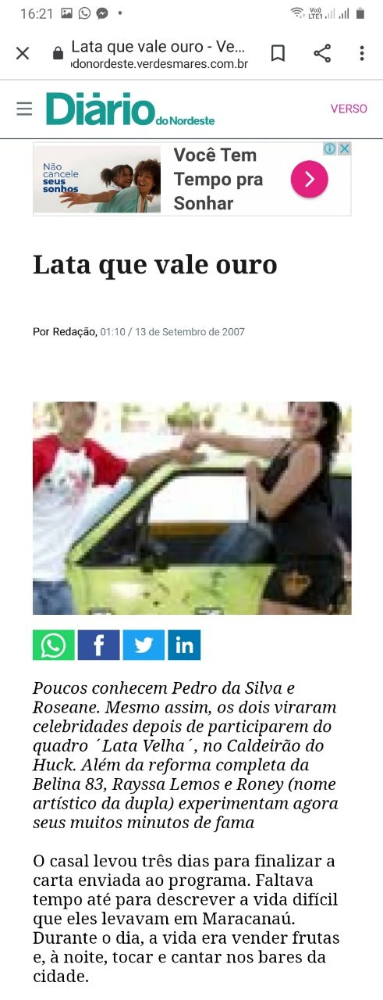 16:21
Vo))
LTE1
Lata que vale ouro - Ve...
donordeste.verdesmares.com.br
Diário do Nordeste
VERSO
Não
cancele
seus
sonhos
Você Tem
Tempo pra
Sonhar
Lata que vale ouro
Por Redação, 01:10 / 13 de Setembro de 2007
f
in
Poucos conhecem Pedro da Silva e
Roseane. Mesmo assim, os dois viraram
celebridades depois de participarem do
quadro ´Lata Velha´, no Caldeirão do
Huck. Além da reforma completa da
Belina 83, Rayssa Lemos e Roney (nome
artístico da dupla) experimentam agora
seus muitos minutos de fama
O casal levou três dias para finalizar a
carta enviada ao programa. Faltava
tempo até para descrever a vida difícil
que eles levavam em Maracanaú.
Durante o dia, a vida era vender frutas
e, à noite, tocar e cantar nos bares da
cidade.